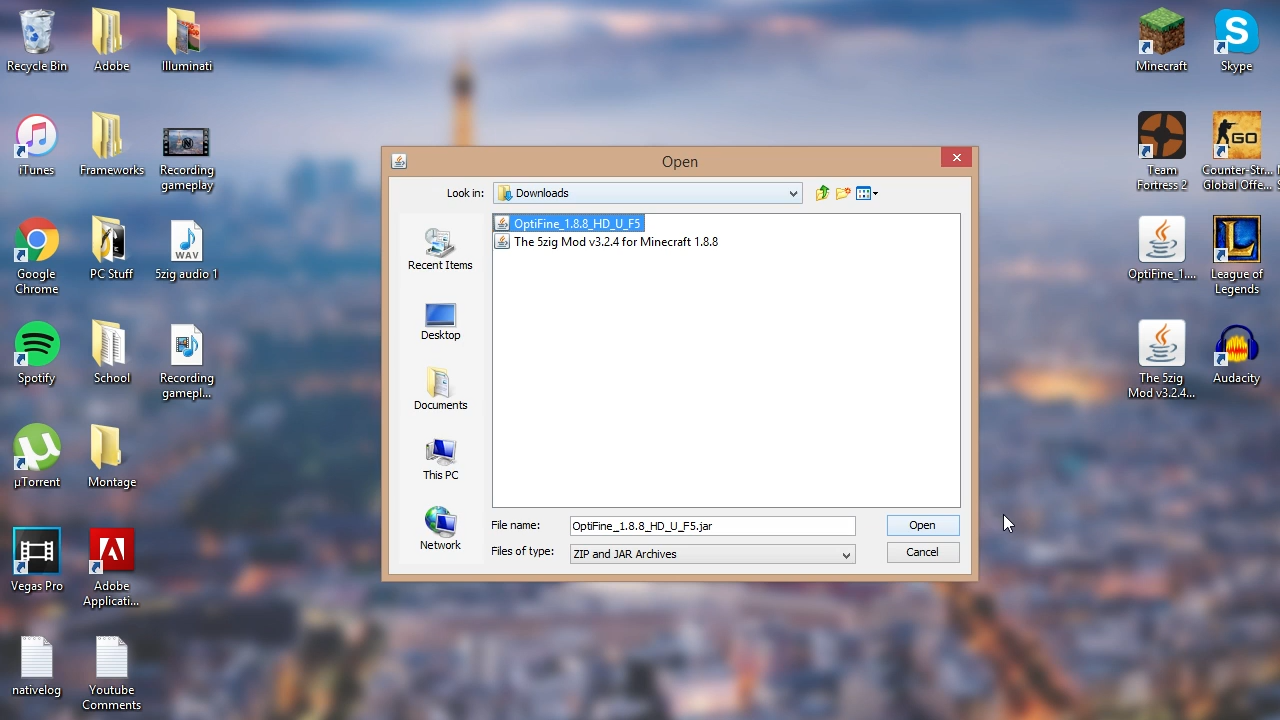 Recycle Bin
Adobe
Illuminati
Minecraft
Skype
iTunes
Frameworks
Recording
gameplay
Team
Fortress 2
GO
Counter-Str...
Global Offe...
Google
Chrome
PC Stuff
WAV
5zig audio 1
OptiFine_1....
League of
Legends
Spotify
School
Recording
gamepl...
The 5zig
Mod v3.2.4...
Audacity
µTorrent
Montage
Vegas Pro
Adobe
Applicati...
nativelog
Youtube
Comments
Open
Look in:
Downloads
OptiFine_1.8.8_HD_U_F5
The 5zig Mod v3.2.4 for Minecraft 1.8.8
Recent Items
Desktop
Documents
This PC
Network
File name:
OptiFine_1.8.8_HD_U_F5.jar
Open
Files of type:
ZIP and JAR Archives
Cancel